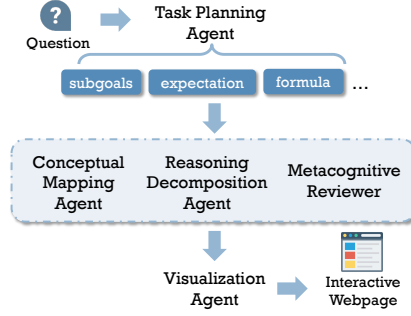 ?
Question
Task Planning
Agent
subgoals expectation formula ...
Conceptual
Mapping
Agent
Reasoning
Decomposition
Agent
Metacognitive
Reviewer
Visualization
Agent
Interactive
Webpage